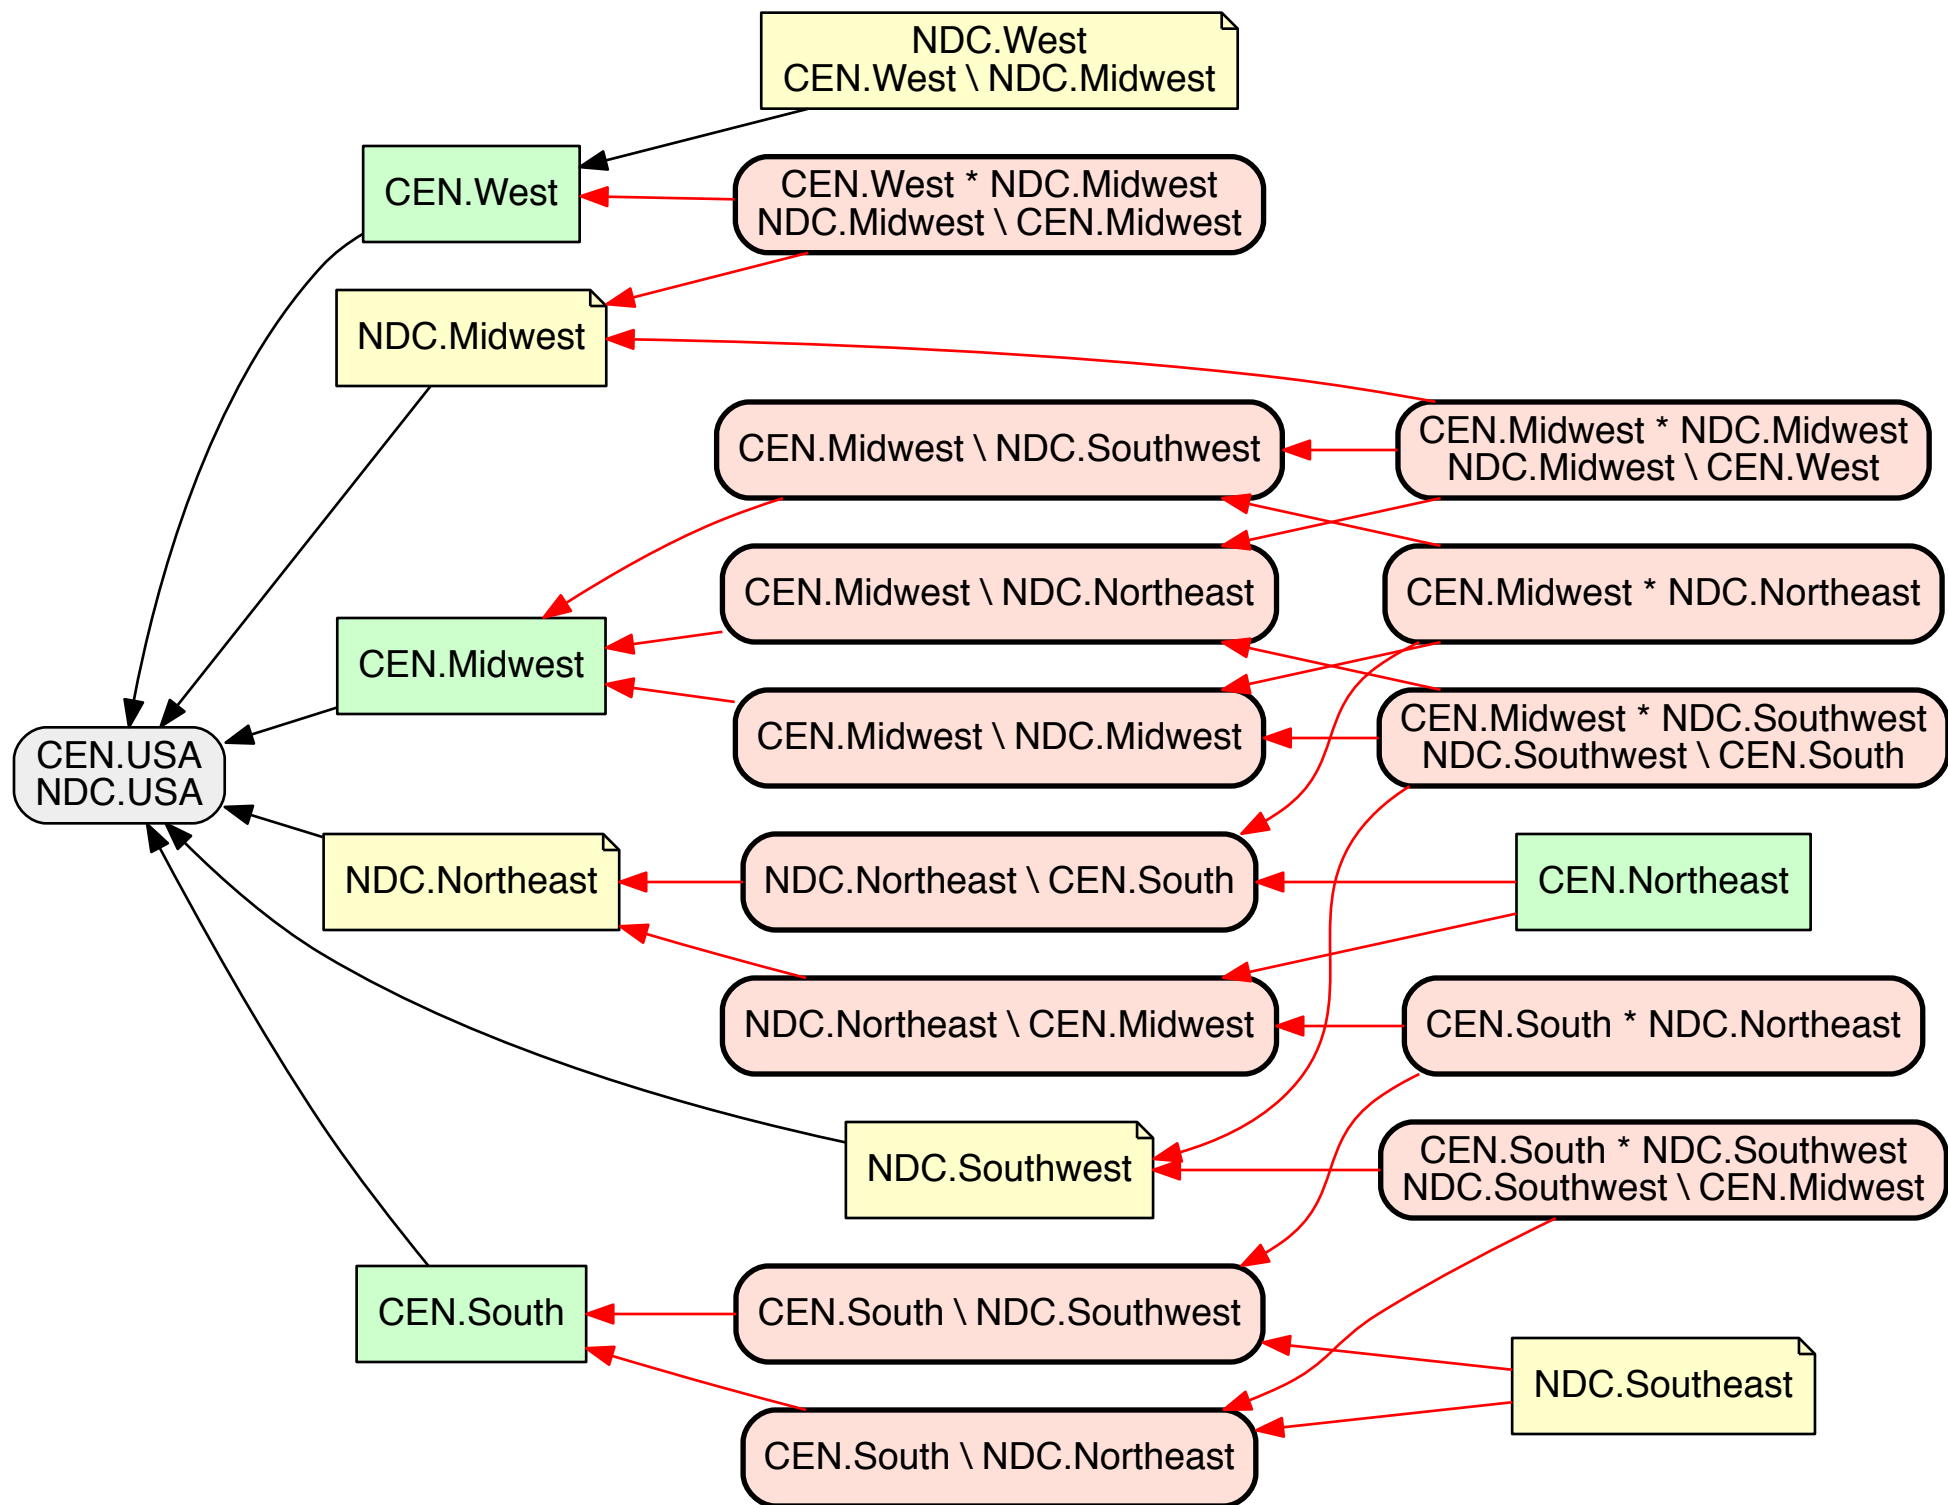 NDC.West
CEN.West \ NDC.Midwest
CEN.West
CEN.West * NDC.Midwest
NDC.Midwest \ CEN.Midwest
NDC.Midwest
CEN.Midwest \ NDC.Southwest
CEN.Midwest * NDC.Midwest
NDC.Midwest \ CEN.West
CEN.Midwest \ NDC.Northeast
CEN.Midwest * NDC.Northeast
CEN.Midwest
CEN.Midwest \ NDC.Midwest
CEN.Midwest * NDC.Southwest
NDC.Southwest \ CEN.South
CEN.USA
NDC.USA
NDC.Northeast
NDC.Northeast \ CEN.South
CEN.Northeast
NDC.Northeast \ CEN.Midwest
CEN.South * NDC.Northeast
NDC.Southwest
CEN.South * NDC.Southwest
NDC.Southwest \ CEN.Midwest
CEN.South
CEN.South \ NDC.Southwest
NDC.Southeast
CEN.South \ NDC.Northeast